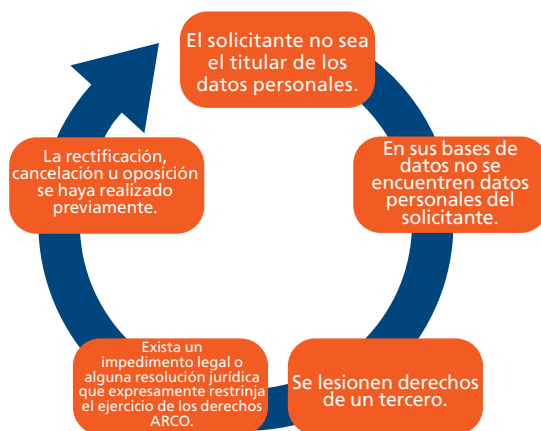 El solicitante no sea
el titular de los
datos personales.
En sus bases de
datos no se
encuentren datos
personales del
solicitante.
Se lesionen derechos
de un tercero.
Exista un
impedimento legal o
alguna resolución jurídica
que expresamente restrinja
el ejercicio de los derechos
ARCO.
La rectificación,
cancelación u oposición
se haya realizado
previamente.